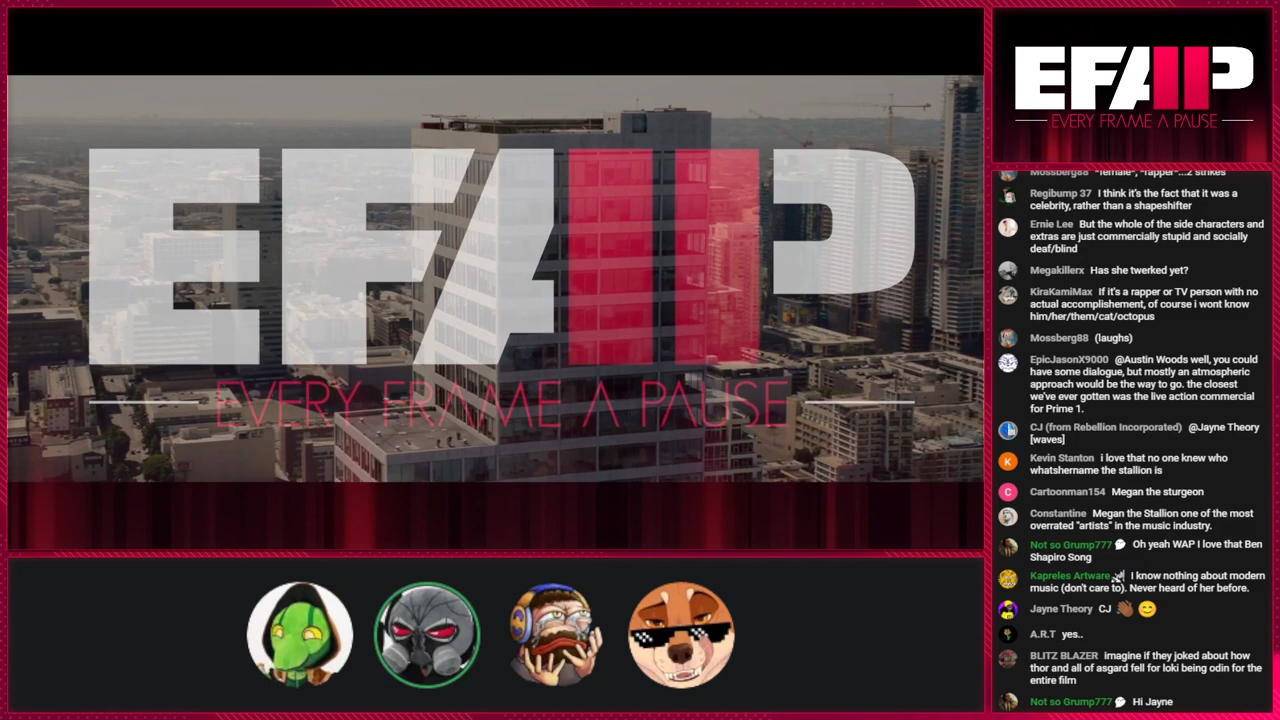 EFAP
EVERY FRAME A PAUSE
EFAP
EVERY FRAME A PAUSE
Mossberg88 "female", "rapper"...2 strikes
Regibump 37 I think it's the fact that it was a
celebrity, rather than a shapeshifter
Ernie Lee But the whole of the side characters and
extras are just commercially stupid and socially
deaf/blind
Megakillerx Has she twerked yet?
KiraKamiMax If it's a rapper or TV person with no
actual accomplishment, of course i wont know
him/her/them/cat/octopus
Mossberg88 (laughs)
EpicJasonX9000 @Austin Woods well, you could
have some dialogue, but mostly an atmospheric
approach would be the way to go. the closest
we've ever gotten was the live action commercial
for Prime 1.
CJ (from Rebellion Incorporated) @Jayne Theory
[waves]
K
Kevin Stanton i love that no one knew who
whatshername the stallion is
C
Cartoonman154 Megan the sturgeon
Constantine Megan the Stallion one of the most
overrated "artists" in the music industry.
Not so Grump777 Oh yeah WAP I love that Ben
Shapiro Song
Kapreles Artware I know nothing about modern
music (don't care to). Never heard of her before.
Jayne Theory CJ 👋🏾 😊
A.R.T yes..
BLITZ BLAZER imagine if they joked about how
thor and all of asgard fell for loki being odin for the
entire film
Not so Grump777 Hi Jayne